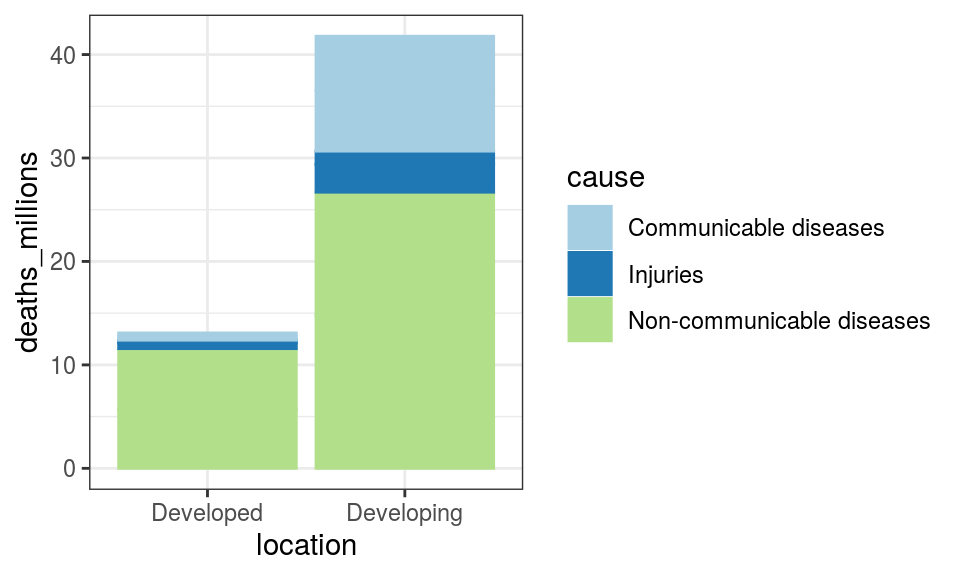 deaths_millions
40
30
20
10
0
Developed
Developing
location
cause
Communicable diseases
Injuries
Non-communicable diseases